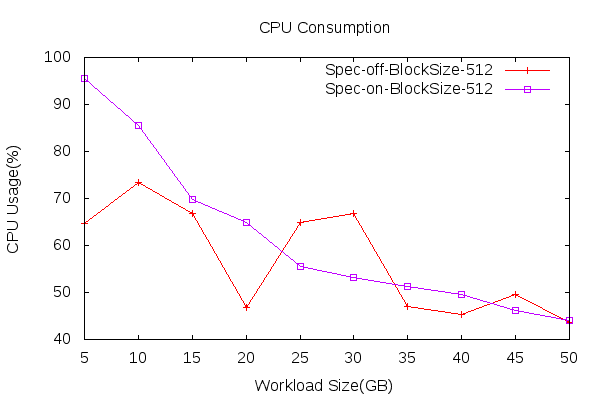 CPU Consumption
Spec-off-BlockSize-512
Spec-on-BlockSize-512
CPU Usage(%)
100
90
80
70
60
50
40
5 10 15 20 25 30 35 40 45 50
Workload Size(GB)